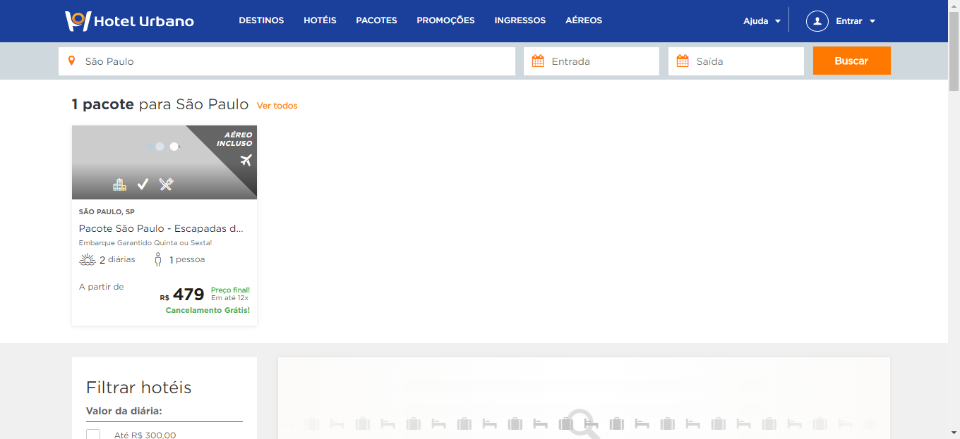 Hotel Urbano
DESTINOS HOTÉIS PACOTES PROMOÇÕES INGRESSOS AÉREOS
Ajuda Entrar
São Paulo Entrada Saída Buscar
1 pacote para São Paulo Ver todos
AÉREO
INCLUSO
SÃO PAULO, SP
Pacote São Paulo - Escapadas d...
Embarque Garantido Quinta ou Sexta!
2 diárias 1 pessoa
A partir de
R$ 479 Preço final!
Em até 12x
Cancelamento Grátis!
Filtrar hotéis
Valor da diária:
Até R$ 300,00